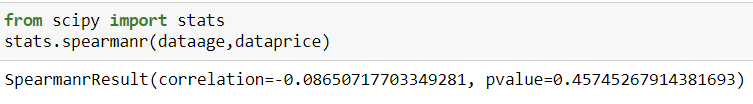 from scipy import stats
stats.spearmanr(dataage,dataprice)
SpearmanrResult(correlation=-0.08650717703349281, pvalue=0.45745267914381693)